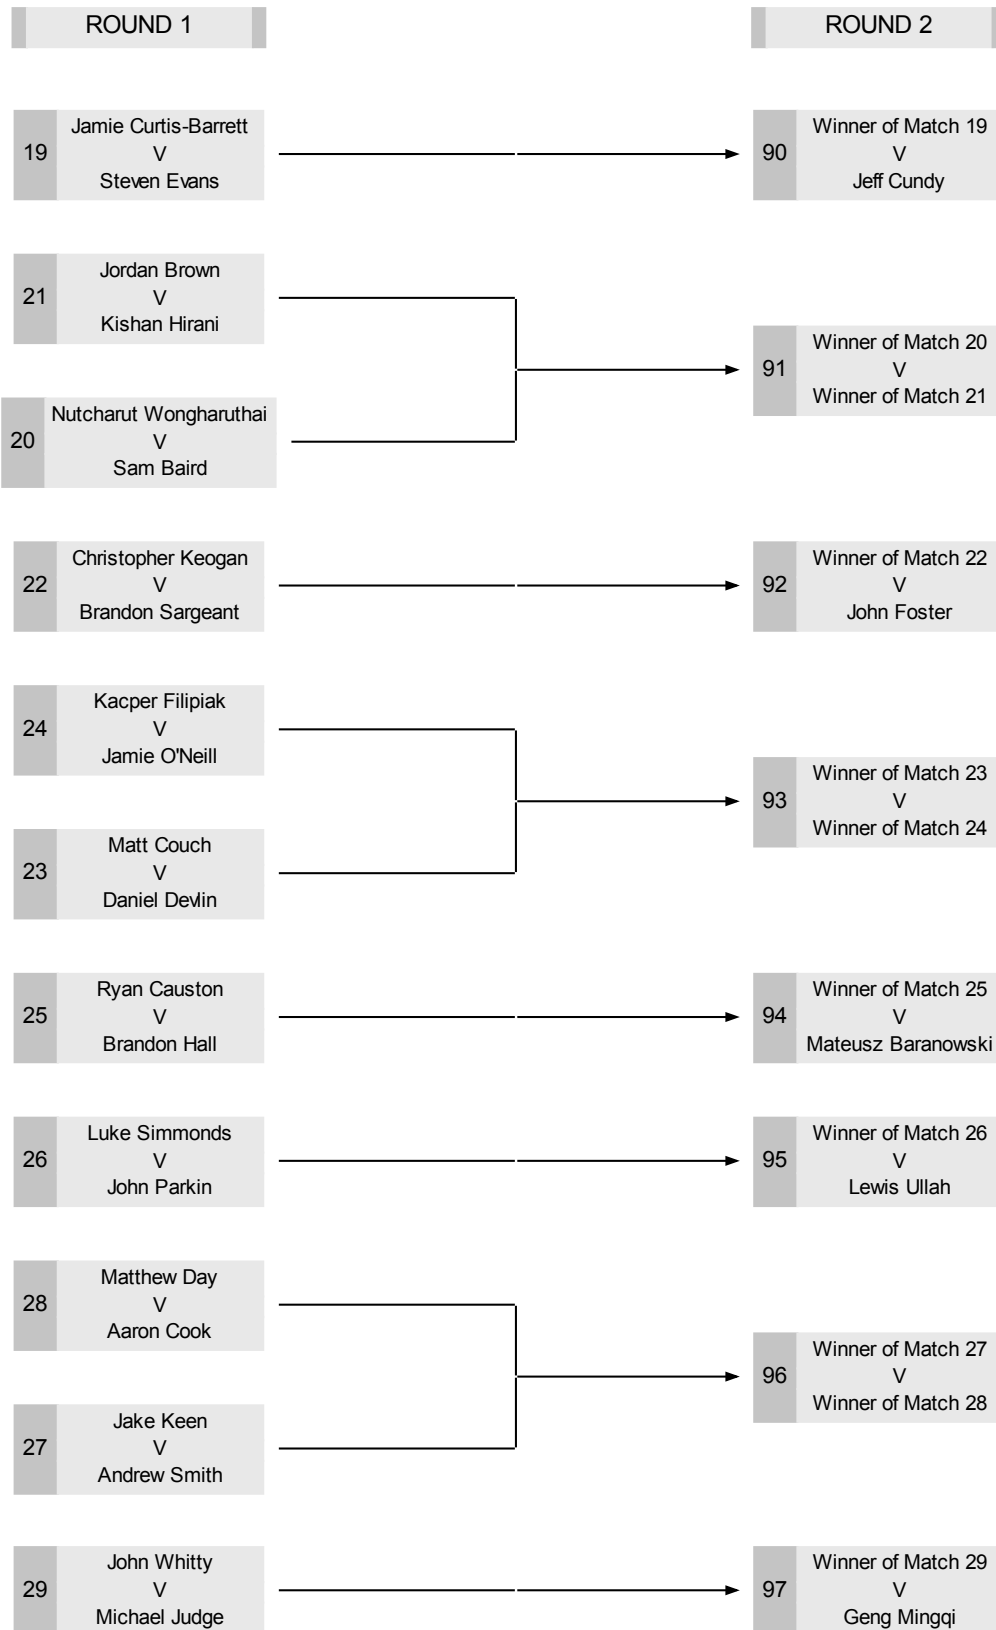 ROUND 1
ROUND 2
19
Jamie Curtis-Barrett
V
Steven Evans
90
Winner of Match 19
V
Jeff Cundy
21
Jordan Brown
V
Kishan Hirani
91
Winner of Match 20
V
Winner of Match 21
20
Nutcharut Wongharuthai
V
Sam Baird
22
Christopher Keogan
V
Brandon Sargeant
92
Winner of Match 22
V
John Foster
24
Kacper Filipiak
V
Jamie O'Neill
93
Winner of Match 23
V
Winner of Match 24
23
Matt Couch
V
Daniel Devlin
25
Ryan Causton
V
Brandon Hall
94
Winner of Match 25
V
Mateusz Baranowski
26
Luke Simmonds
V
John Parkin
95
Winner of Match 26
V
Lewis Ullah
28
Matthew Day
V
Aaron Cook
96
Winner of Match 27
V
Winner of Match 28
27
Jake Keen
V
Andrew Smith
29
John Whitty
V
Michael Judge
97
Winner of Match 29
V
Geng Mingqi